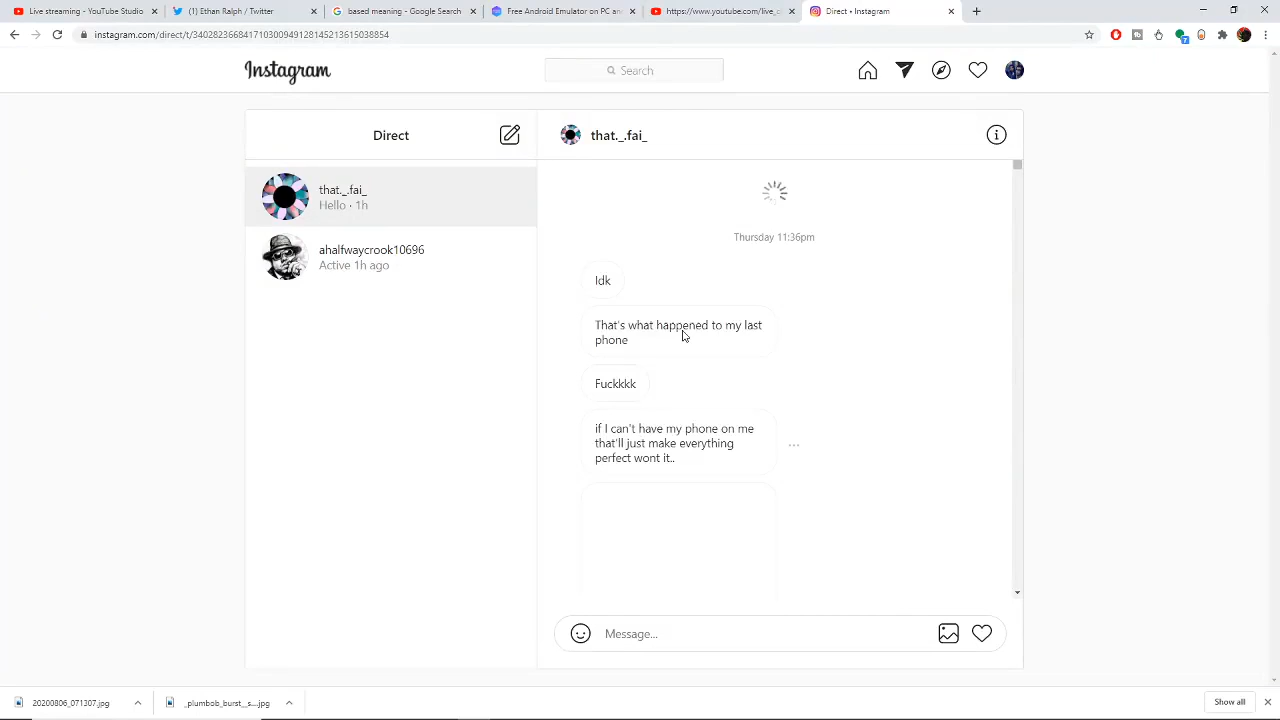 Live streaming - YouTube Studio
(1) Ethan Ralph / Twitter
based meaning - Google Search
Free Android Emulator on PC and
https://www.youtube.com/live_c
Direct • Instagram
instagram.com/direct/t/340282366841710300949128145213615038854
Instagram
Search
Direct
that._.fai_
that._.fai_
Hello · 1h
ahalfwaycrook10696
Active 1h ago
Thursday 11:36pm
Idk
That's what happened to my last
phone
Fuckkkk
if I can't have my phone on me
that'll just make everything
perfect wont it..
Message...
20200806_071307.jpg
_plumbob_burst_s....jpg
Show all